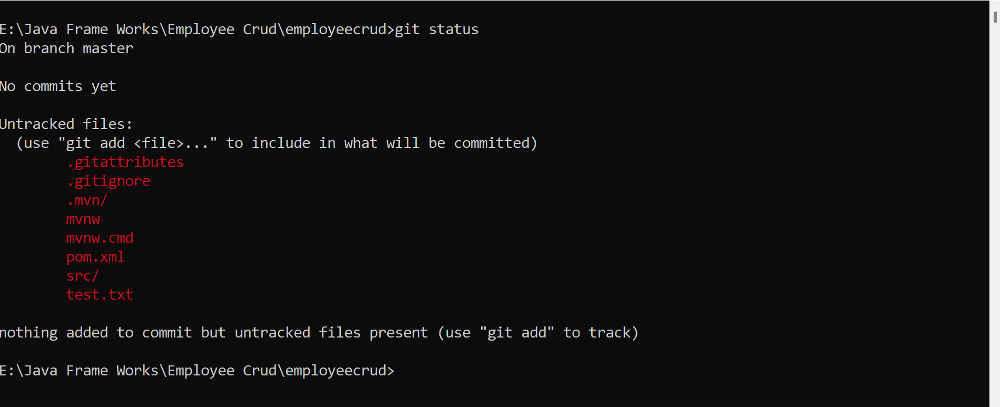 E:\Java Frame Works\Employee Crud\employeecrud>git status
On branch master
No commits yet
Untracked files:
(use "git add <file>..." to include in what will be committed)
.gitattributes
.gitignore
.mvn/
mvnw
mvnw.cmd
pom.xml
src/
test.txt
nothing added to commit but untracked files present (use "git add" to track)
E:\Java Frame Works\Employee Crud\employeecrud>